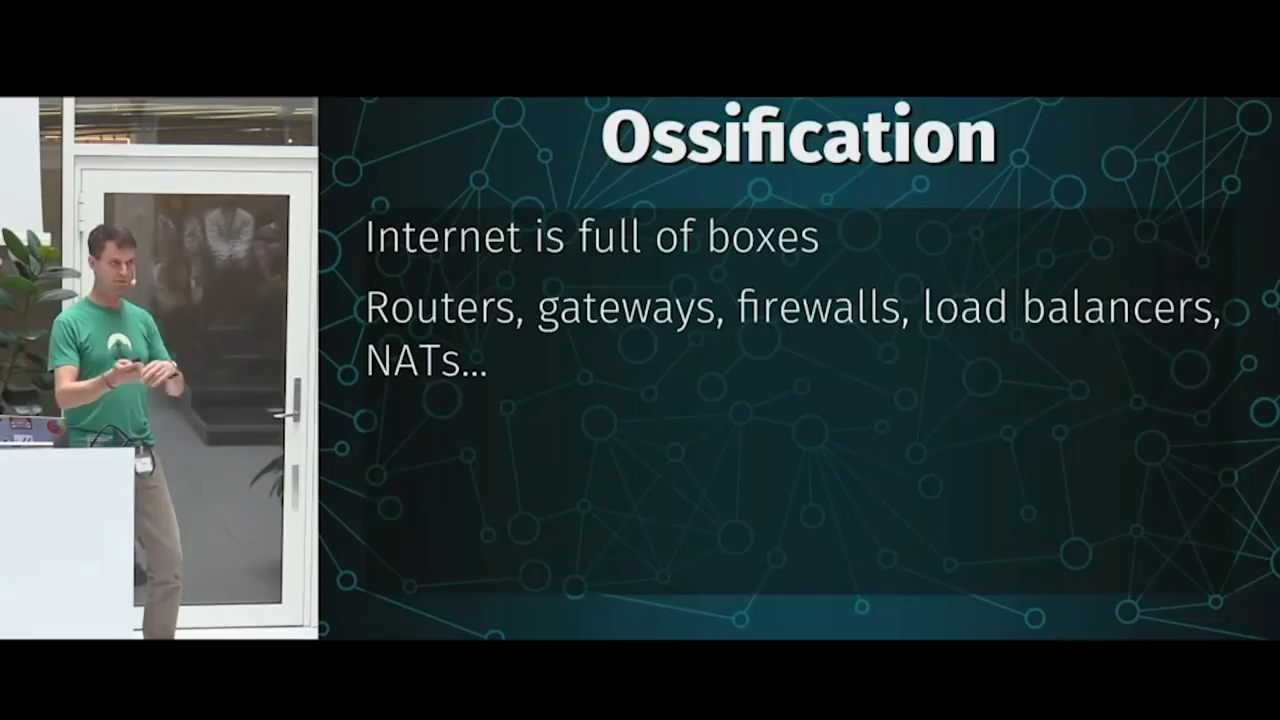 Ossification
Internet is full of boxes
Routers, gateways, firewalls, load balancers,
NATs...